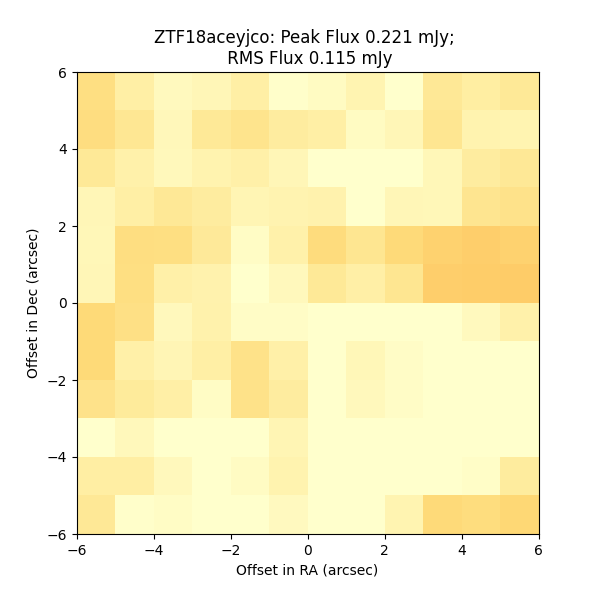 ZTF18aceyjco: Peak Flux 0.221 mJy;
RMS Flux 0.115 mJy
6
4
2
0
−2
−4
−6
Offset in Dec (arcsec)
−6 −4 −2 0 2 4 6
Offset in RA (arcsec)